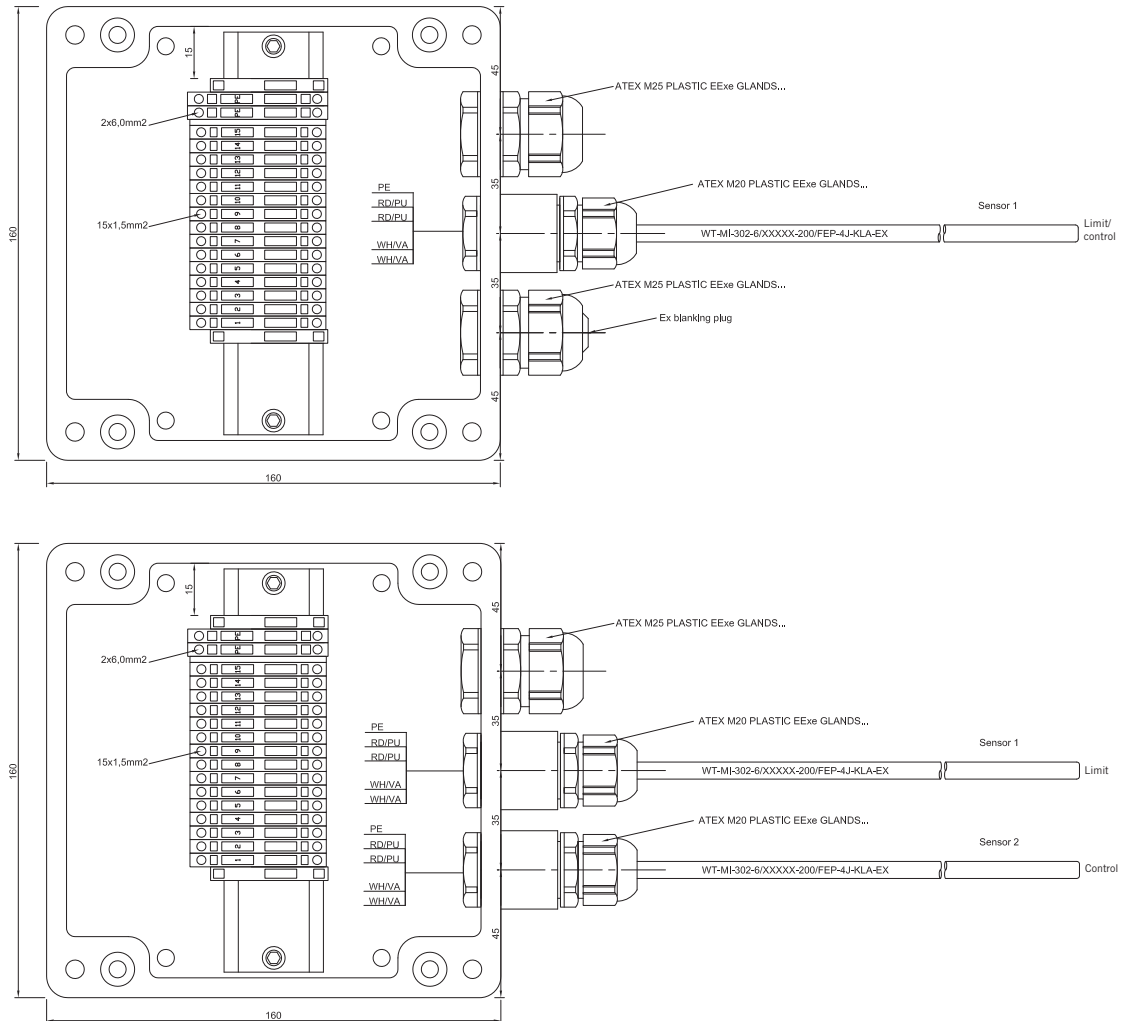 15
45
ATEX M25 PLASTIC EExe GLANDS...
PE
2x6,0mm2
PE
15
14
13
12
11
10
15x1,5mm2
9
8
7
6
5
4
3
2
1
160
PE
RD/PU
RD/PU
WH/VA
WH/VA
35
ATEX M20 PLASTIC EExe GLANDS...
Sensor 1
WT-MI-302-6/XXXXX-200/FEP-4J-KLA-EX
Limit/
control
35
ATEX M25 PLASTIC EExe GLANDS...
Ex blanking plug
45
160
15
45
ATEX M25 PLASTIC EExe GLANDS...
PE
2x6,0mm2
PE
15
14
13
12
11
10
15x1,5mm2
9
8
7
6
5
4
3
2
1
160
PE
RD/PU
RD/PU
WH/VA
WH/VA
35
ATEX M20 PLASTIC EExe GLANDS...
Sensor 1
WT-MI-302-6/XXXXX-200/FEP-4J-KLA-EX
Limit
PE
RD/PU
RD/PU
WH/VA
WH/VA
35
ATEX M20 PLASTIC EExe GLANDS...
Sensor 2
WT-MI-302-6/XXXXX-200/FEP-4J-KLA-EX
Control
45
160